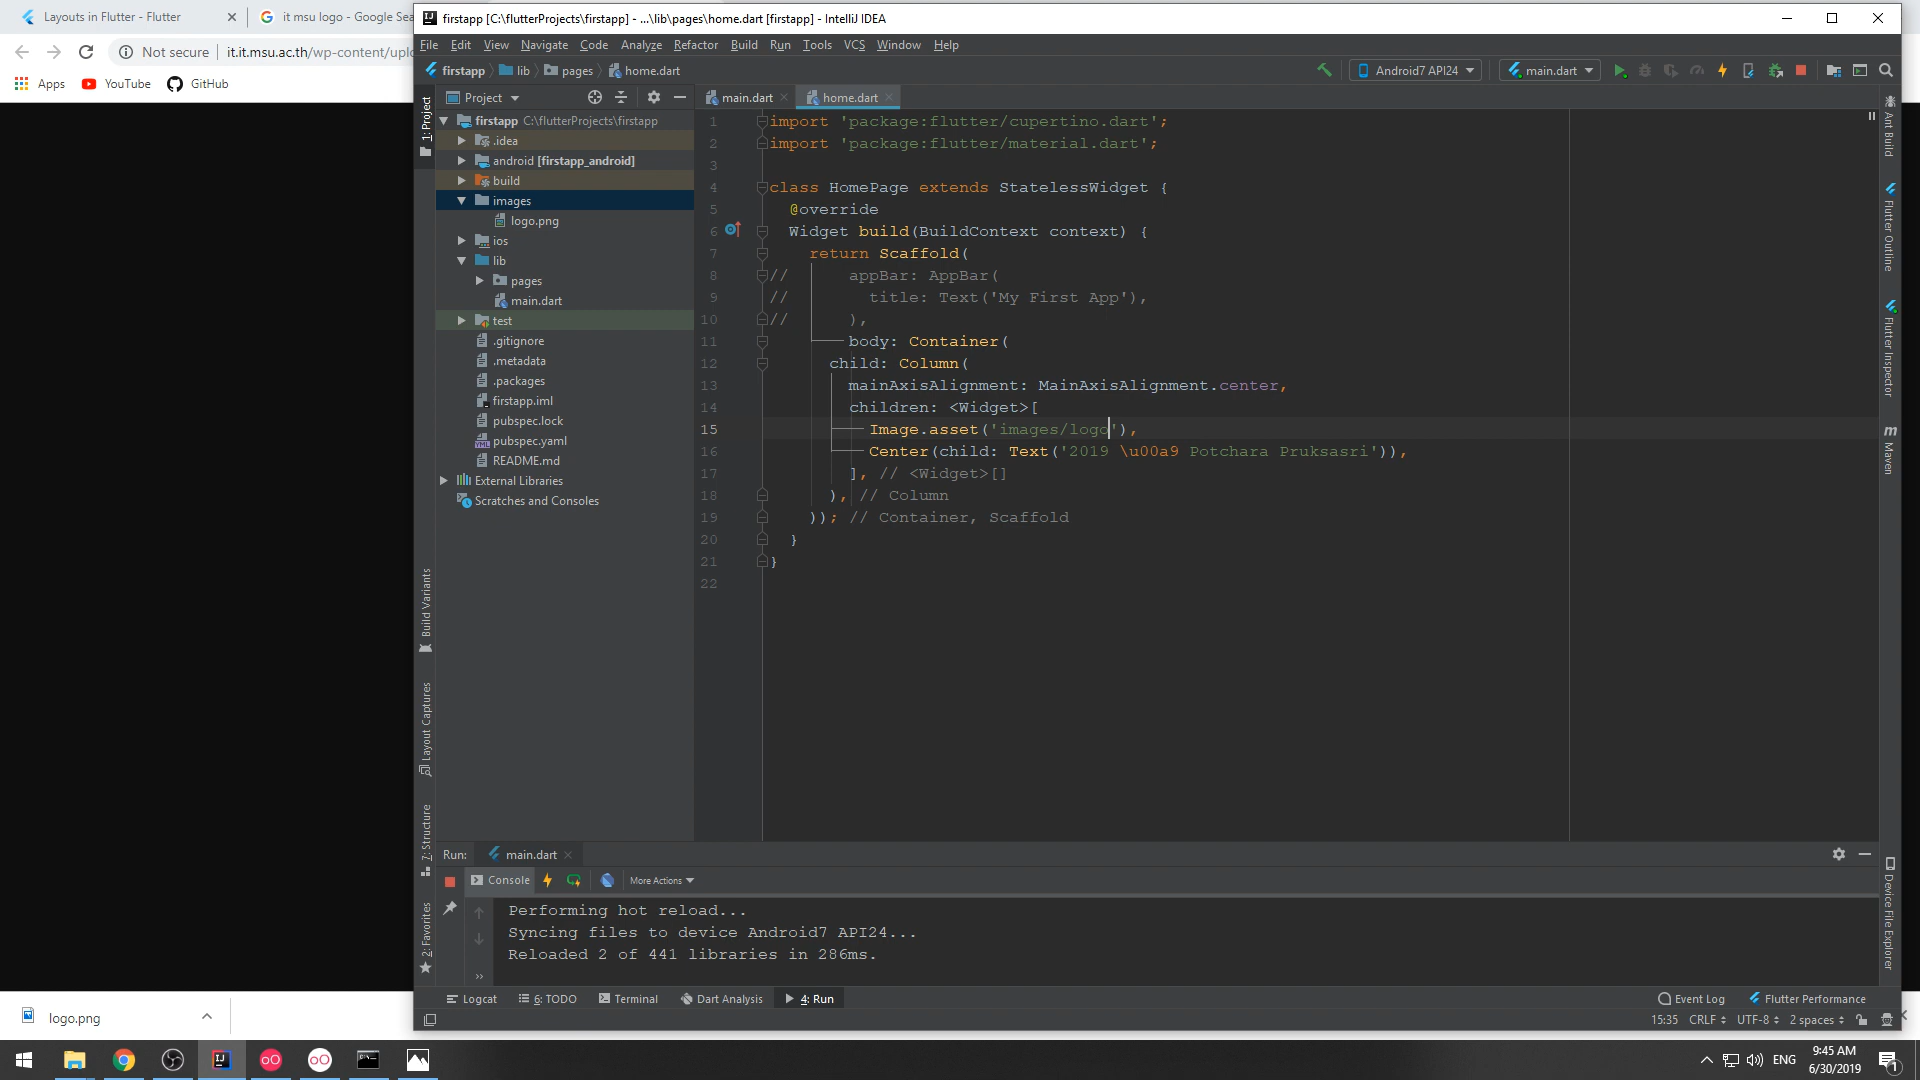 Layouts in Flutter - Flutter
it msu logo - Google Sea
Not secure
it.it.msu.ac.th/wp-content/uplo
Apps
YouTube
GitHub
firstapp [C:\flutterProjects\firstapp] - ...\lib\pages\home.dart [firstapp] - IntelliJ IDEA
File Edit View Navigate Code Analyze Refactor Build Run Tools VCS Window Help
firstapp lib pages home.dart
Android7 API24
main.dart
1: Project
Project
main.dart
home.dart
firstapp C:\flutterProjects\firstapp
.idea
android [firstapp_android]
build
images
logo.png
ios
lib
pages
main.dart
test
.gitignore
.metadata
.packages
firstapp.iml
pubspec.lock
pubspec.yaml
README.md
External Libraries
Scratches and Consoles
1 import 'package:flutter/cupertino.dart';
2 import 'package:flutter/material.dart';
3
4 class HomePage extends StatelessWidget {
5 @override
6 Widget build(BuildContext context) {
7 return Scaffold(
8 // appBar: AppBar(
9 // title: Text('My First App'),
10 // ),
11 body: Container(
12 child: Column(
13 mainAxisAlignment: MainAxisAlignment.center,
14 children: <Widget>[
15 Image.asset('images/logo'),
16 Center(child: Text('2019 \u00a9 Potchara Pruksasri')),
17 ], // <Widget>[]
18 ), // Column
19 )); // Container, Scaffold
20 }
21 }
22
Build Variants
Layout Captures
7: Structure
2: Favorites
Ant Build
Flutter Outline
Flutter Inspector
m Maven
Device File Explorer
Run: main.dart
Console
More Actions
Performing hot reload...
Syncing files to device Android7 API24...
Reloaded 2 of 441 libraries in 286ms.
Logcat
6: TODO
Terminal
Dart Analysis
4: Run
Event Log
Flutter Performance
15:35 CRLF UTF-8 2 spaces
logo.png
ENG
9:45 AM
6/30/2019
1